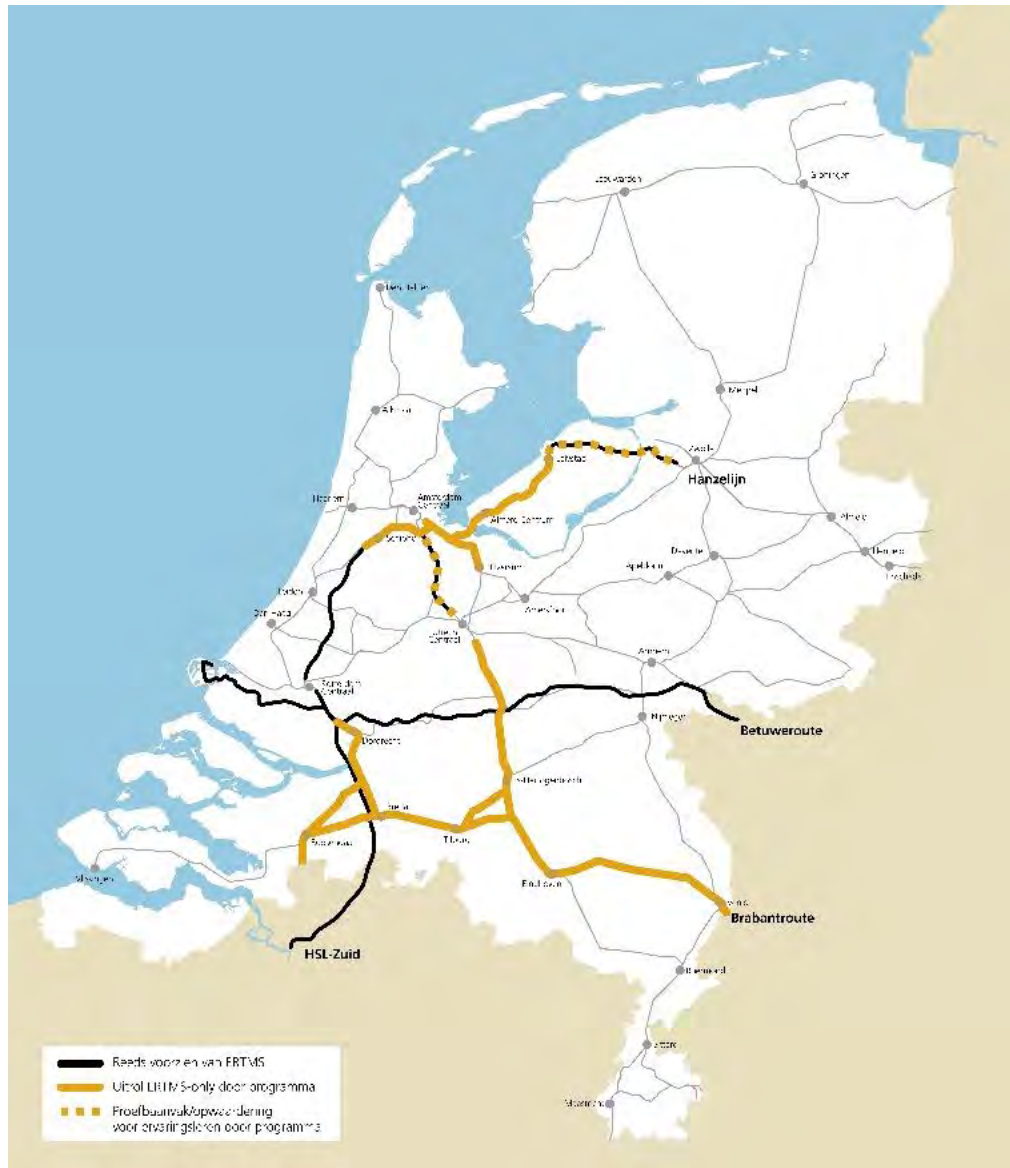 Leeuwarden
Groningen
Den Helder
Meppel
Alkmaar
Zwolle
Lelystad
Hanzelijn
Haarlem
Amsterdam
Centraal
Almere Centrum
Almelo
Schiphol
Deventer
Hengelo
Hilversum
Apeldoorn
Enschede
Leiden
Amersfoort
Den Haag
Utrecht
Centraal
Arnhem
Rotterdam
Centraal
Nijmegen
Betuweroute
Dordrecht
's-Hertogenbosch
Breda
Tilburg
Roosendaal
Vlissingen
Eindhoven
Venlo
Brabantroute
HSL-Zuid
Roermond
Sittard
Maastricht
Reeds voorzien van ERTMS
Uitrol ERTMS-only door programma
Proefbaanvak/opwaardering
voor ervaringsleren door programma